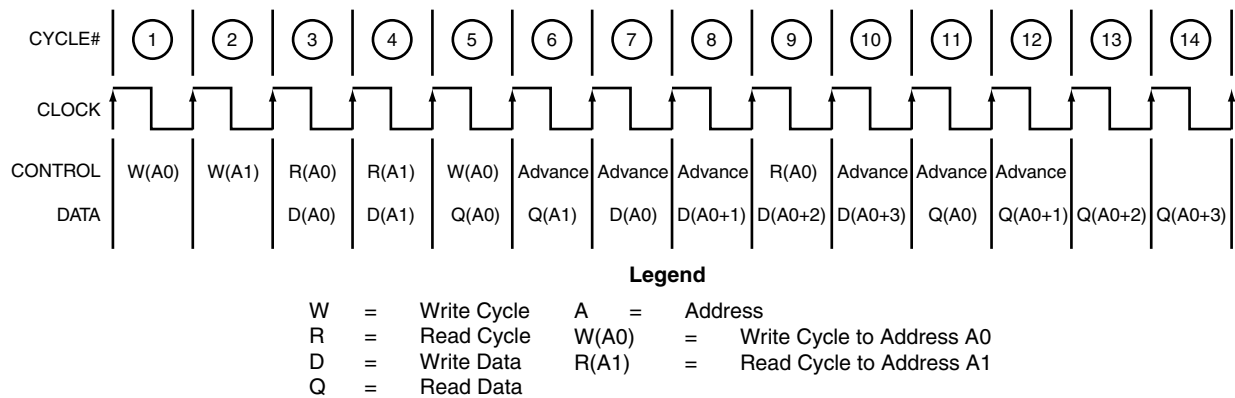 CYCLE# 1 2 3 4 5 6 7 8 9 10 11 12 13 14
CLOCK
CONTROL W(A0) W(A1) R(A0) R(A1) W(A0) Advance Advance Advance R(A0) Advance Advance Advance
DATA D(A0) D(A1) Q(A0) Q(A1) D(A0) D(A0+1) D(A0+2) D(A0+3) Q(A0) Q(A0+1) Q(A0+2) Q(A0+3)
Legend
W = Write Cycle A = Address
R = Read Cycle W(A0) = Write Cycle to Address A0
D = Write Data R(A1) = Read Cycle to Address A1
Q = Read Data